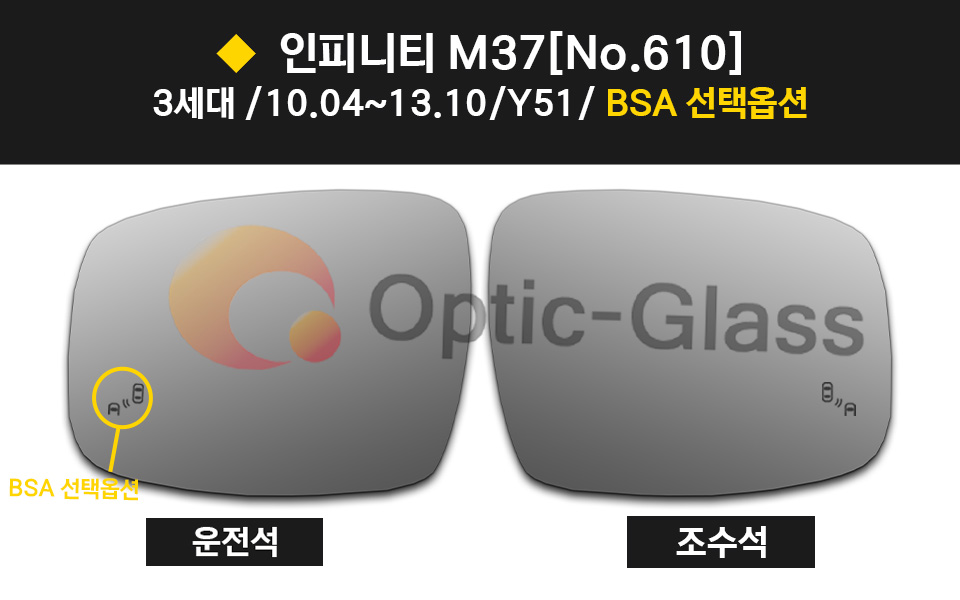 ◆ 인피니티 M37[No.610]
3세대 /10.04~13.10/Y51/ BSA 선택옵션
Optic-Glass
BSA 선택옵션
운전석
조수석